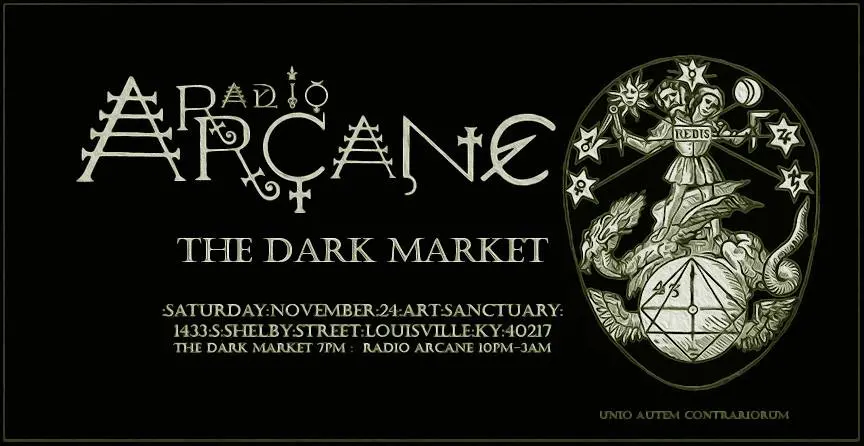 RADIO
ARCANE
THE DARK MARKET
:SATURDAY:NOVEMBER:24:ART:SANCTUARY:
1433:S:SHELBY:STREET:LOUISVILLE:KY:40217
THE DARK MARKET 7PM : RADIO ARCANE 10PM-3AM
REDIS
UNIO AUTEM CONTRARIORUM